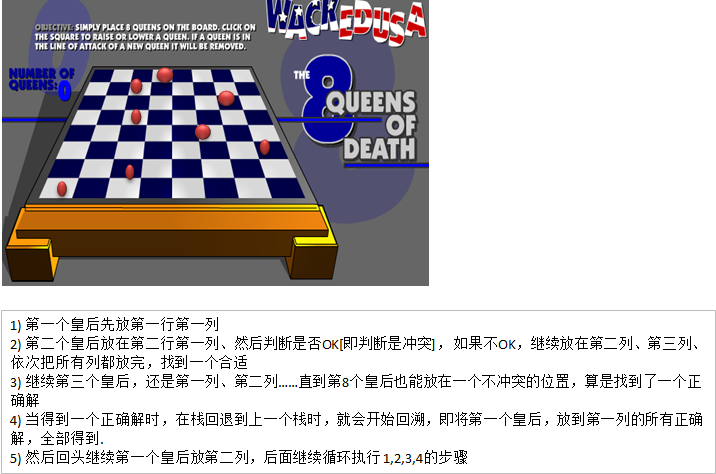 WACKEDUSA
OBJECTIVE: SIMPLY PLACE 8 QUEENS ON THE BOARD. CLICK ON
THE SQUARE TO RAISE OR LOWER A QUEEN. IF A QUEEN IS IN
THE LINE OF ATTACK OF A NEW QUEEN IT WILL BE REMOVED.
NUMBER OF
QUEENS: 0
THE
8 QUEENS
OF
DEATH
1) 第一个皇后先放第一行第一列
2) 第二个皇后放在第二行第一列、然后判断是否OK[即判断是冲突]，如果不OK，继续放在第二列、第三列、
依次把所有列都放完，找到一个合适
3) 继续第三个皇后，还是第一列、第二列……直到第8个皇后也能放在一个不冲突的位置，算是找到了一个正
确解
4) 当得到一个正确解时，在栈回退到上一个栈时，就会开始回溯，即将第一个皇后，放到第一列的所有正确
解，全部得到.
5) 然后回头继续第一个皇后放第二列，后面继续循环执行 1,2,3,4的步骤